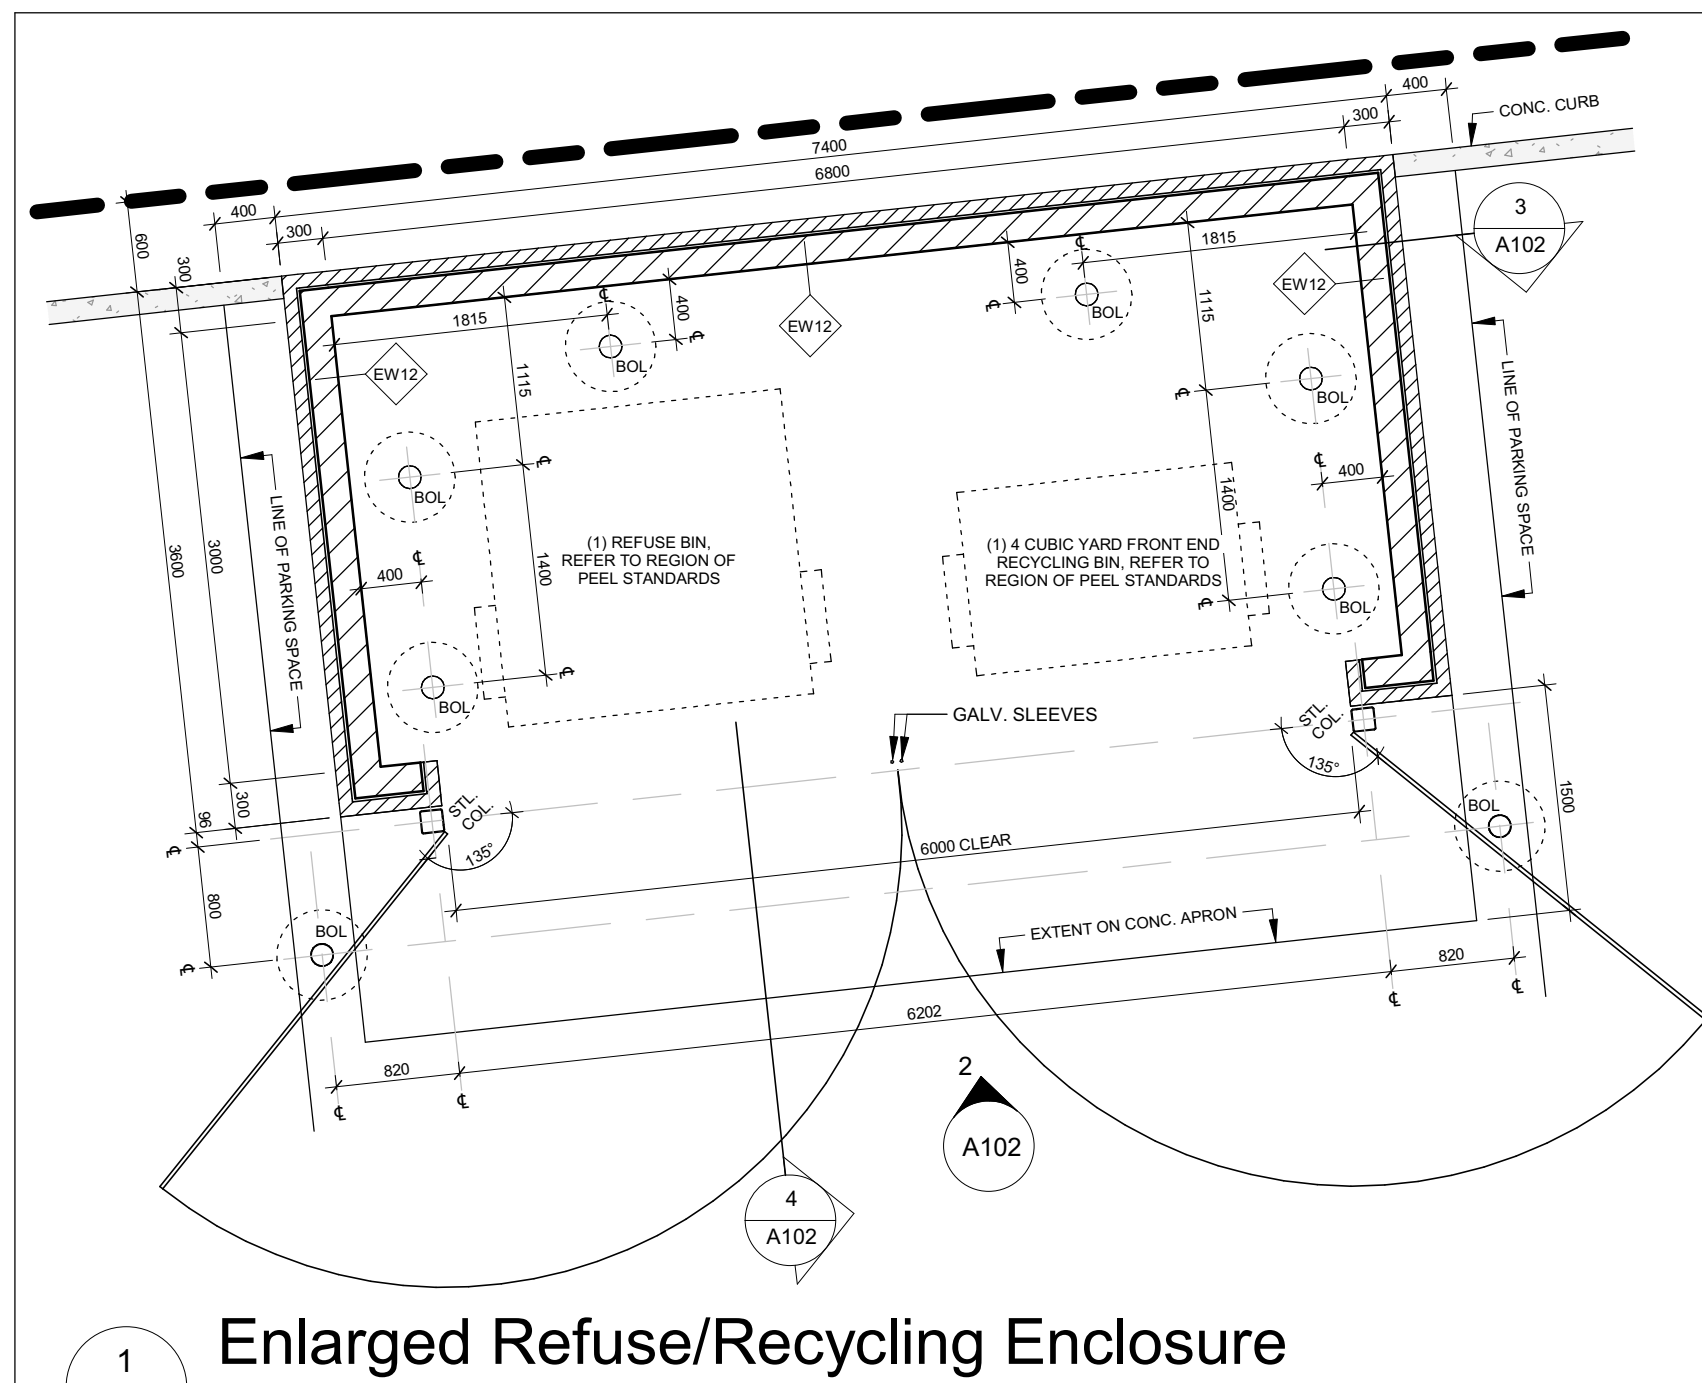 400
CONC. CURB
300
7400
6800
400
300
600
300
3
A102
1815
℄
400
℄
1815
℄
400
℄
EW12
EW12
EW12
BOL
BOL
BOL
BOL
BOL
BOL
1115
℄
1115
℄
1400
℄
1400
℄
℄
400
℄
400
LINE OF PARKING SPACE
LINE OF PARKING SPACE
3600
3000
300
96
℄
800
℄
(1) REFUSE BIN,
REFER TO REGION OF
PEEL STANDARDS
(1) 4 CUBIC YARD FRONT END
RECYCLING BIN, REFER TO
REGION OF PEEL STANDARDS
GALV. SLEEVES
STL.
COL.
135°
STL.
COL.
135°
1500
BOL
BOL
6000 CLEAR
EXTENT ON CONC. APRON
820
℄
℄
6202
820
℄
℄
2
A102
4
A102
1
Enlarged Refuse/Recycling Enclosure